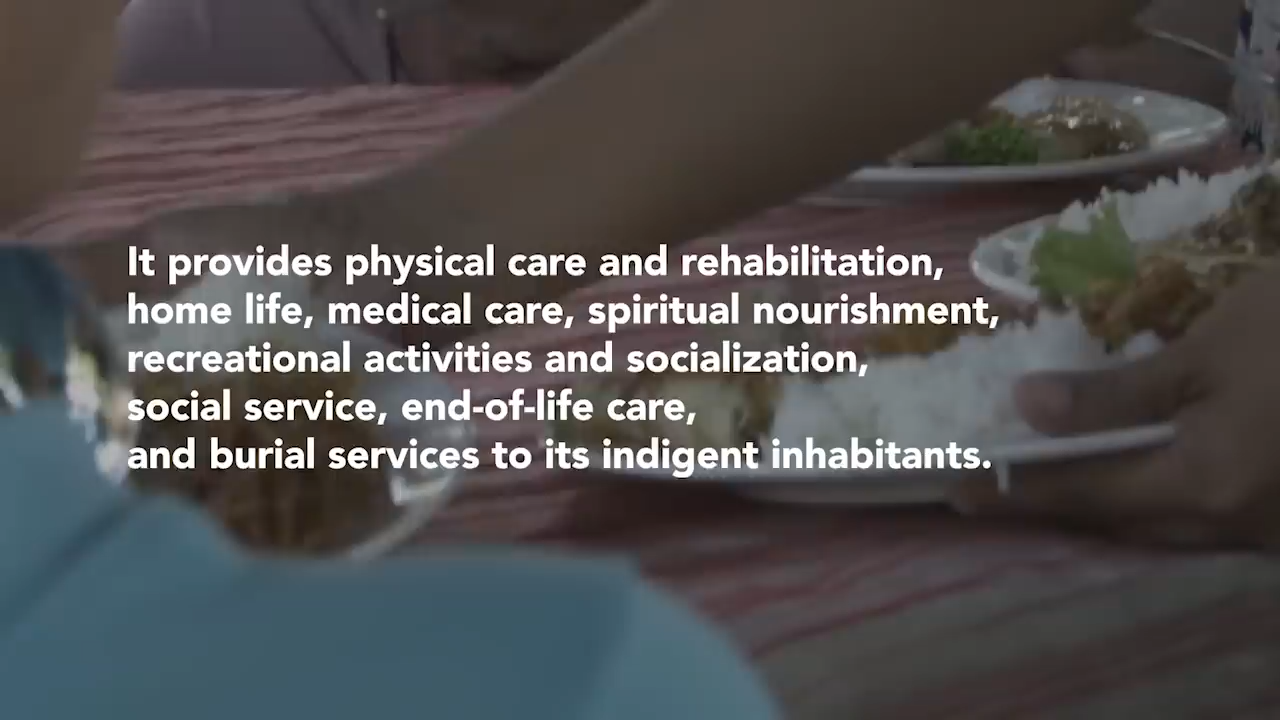 It provides physical care and rehabilitation,
home life, medical care, spiritual nourishment,
recreational activities and socialization,
social service, end-of-life care,
and burial services to its indigent inhabitants.